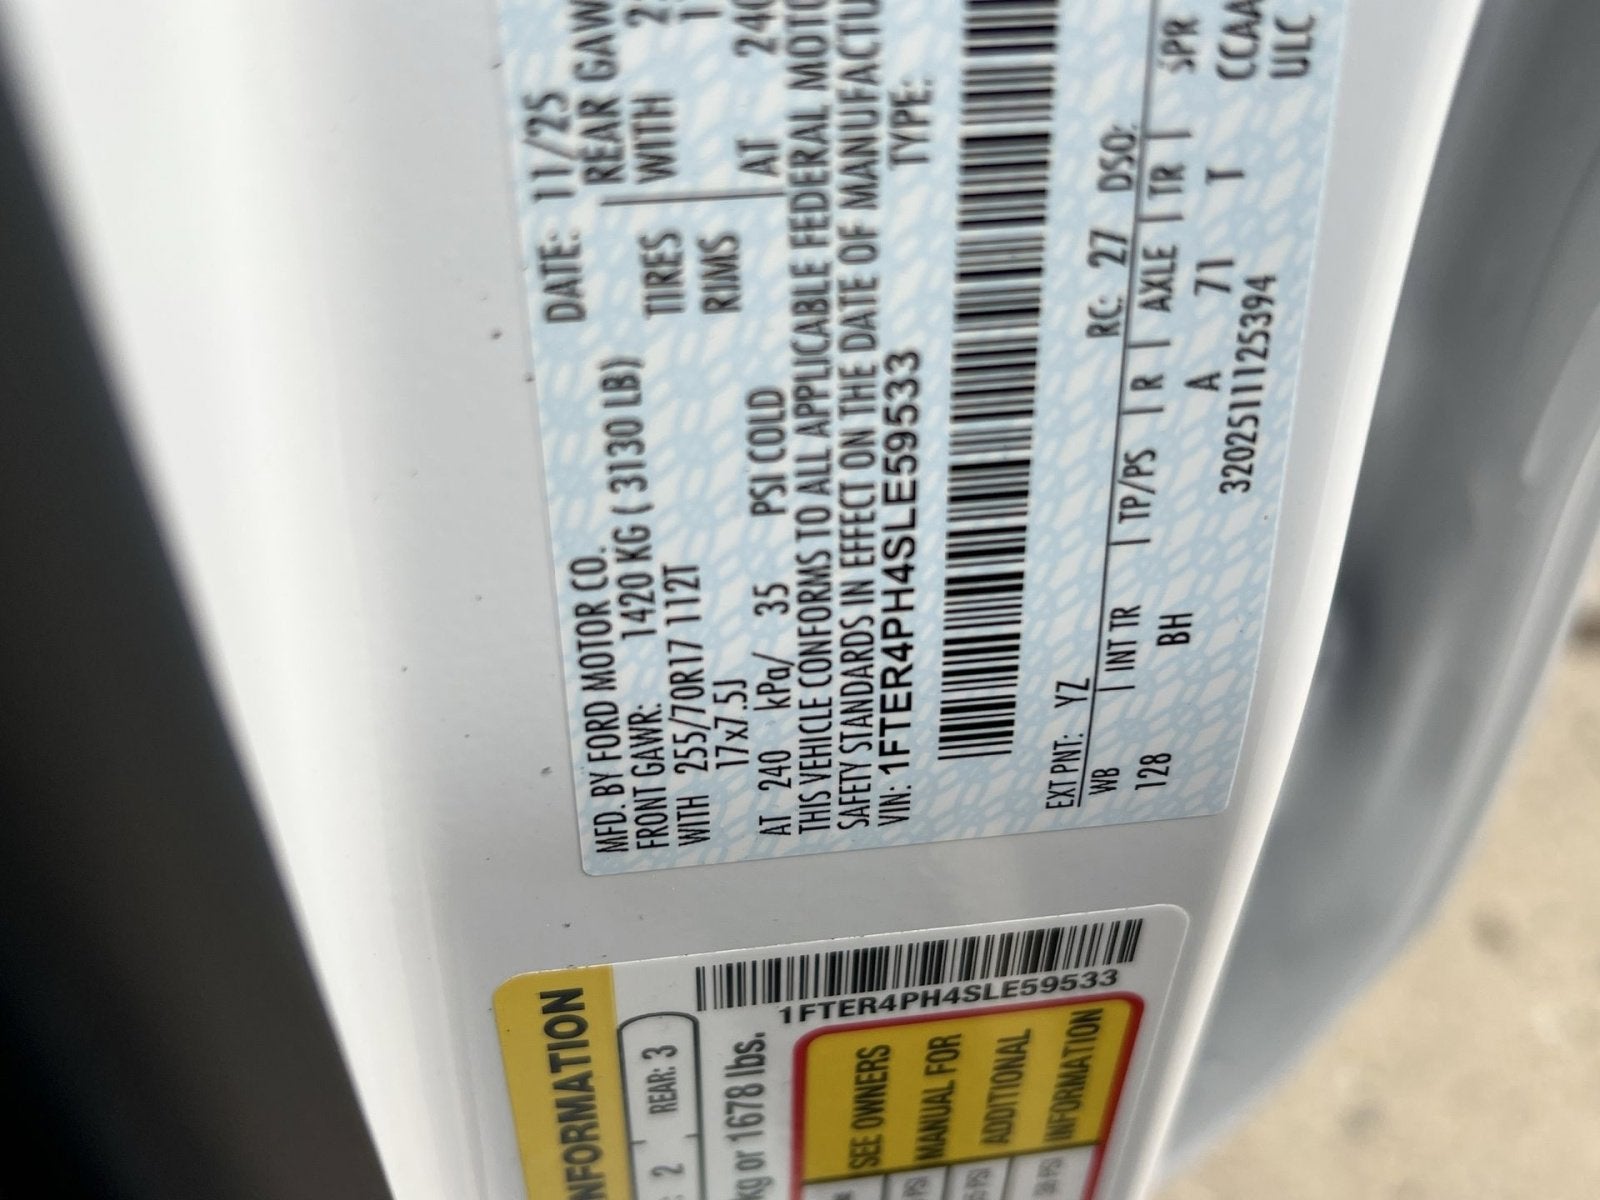 MFD. BY FORD MOTOR CO.
DATE: 11/25
FRONT GAWR: 1420 KG ( 3130 LB)
REAR GAW
WITH 255/70R17 112T
TIRES
WITH
17x7.5J
RIMS
AT 240 kPa/ 35 PSI COLD
AT 240
THIS VEHICLE CONFORMS TO ALL APPLICABLE FEDERAL MOTO
SAFETY STANDARDS IN EFFECT ON THE DATE OF MANUFACTU
VIN: 1FTER4PH4SLE59533
TYPE:
EXT PNT: YZ
RC: 27 DSO:
WB | INT TR | TP/PS | R | AXLE | TR | SPR
128 BH A 71 T CCAA
3202511125394
ULC
NFORMATION
2 REAR: 3
kg or 1678 lbs.
1FTER4PH4SLE59533
SEE OWNERS
MANUAL FOR
ADDITIONAL
INFORMATION
PSI
PSI
PSI